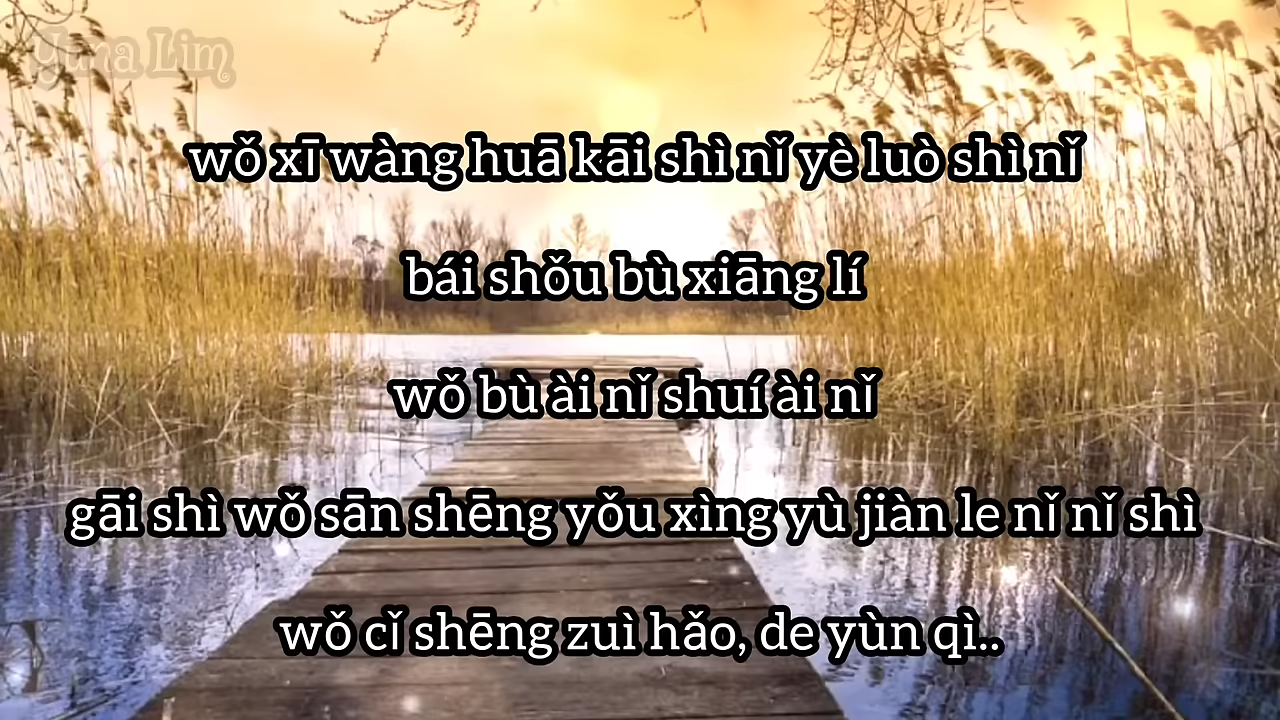 Yuna Lim
wǒ xī wàng huā kāi shì nǐ yè luò shì nǐ
bái shǒu bù xiāng lí
wǒ bù ài nǐ shuí ài nǐ
gāi shì wǒ sān shēng yǒu xìng yù jiàn le nǐ nǐ shì
wǒ cǐ shēng zuì hǎo, de yùn qì..